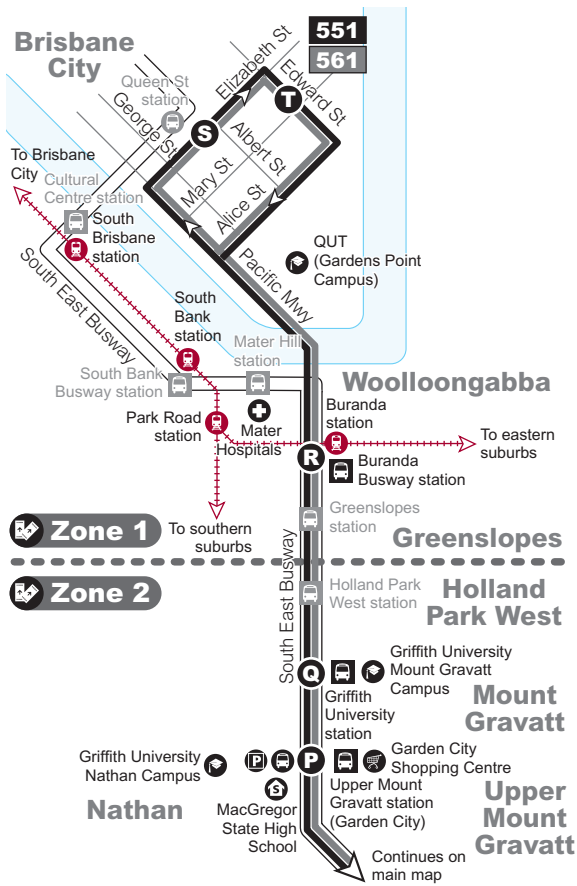 551
561
Brisbane
City
Elizabeth St
Edward St
Queen St
station
George St
T
S
Albert St
Mary St
Alice St
To Brisbane
City
Cultural
Centre station
South
Brisbane
station
QUT
(Gardens Point
Campus)
Pacific Mwy
South East Busway
South
Bank
station
Mater Hill
station
South Bank
Busway station
Woolloongabba
Park Road
station
Mater
Hospitals
Buranda
station
To eastern
suburbs
R
Buranda
Busway station
Greenslopes
station
Zone 1
To southern
suburbs
Greenslopes
Zone 2
South East Busway
Holland Park
West station
Holland
Park West
Q
Griffith University
Mount Gravatt
Campus
Griffith
University
station
Mount
Gravatt
Griffith University
Nathan Campus
P
P
Garden City
Shopping Centre
Nathan
S
MacGregor
State High
School
Upper Mount
Gravatt station
(Garden City)
Upper
Mount
Gravatt
Continues on
main map